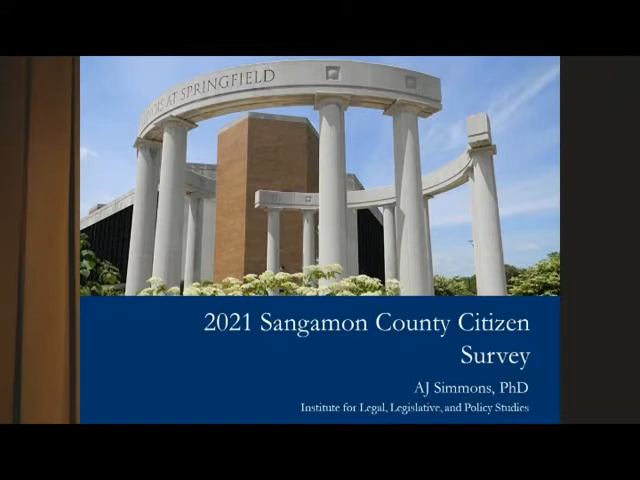 AT SPRINGFIELD
2021 Sangamon County Citizen
Survey
AJ Simmons, PhD
Institute for Legal, Legislative, and Policy Studies